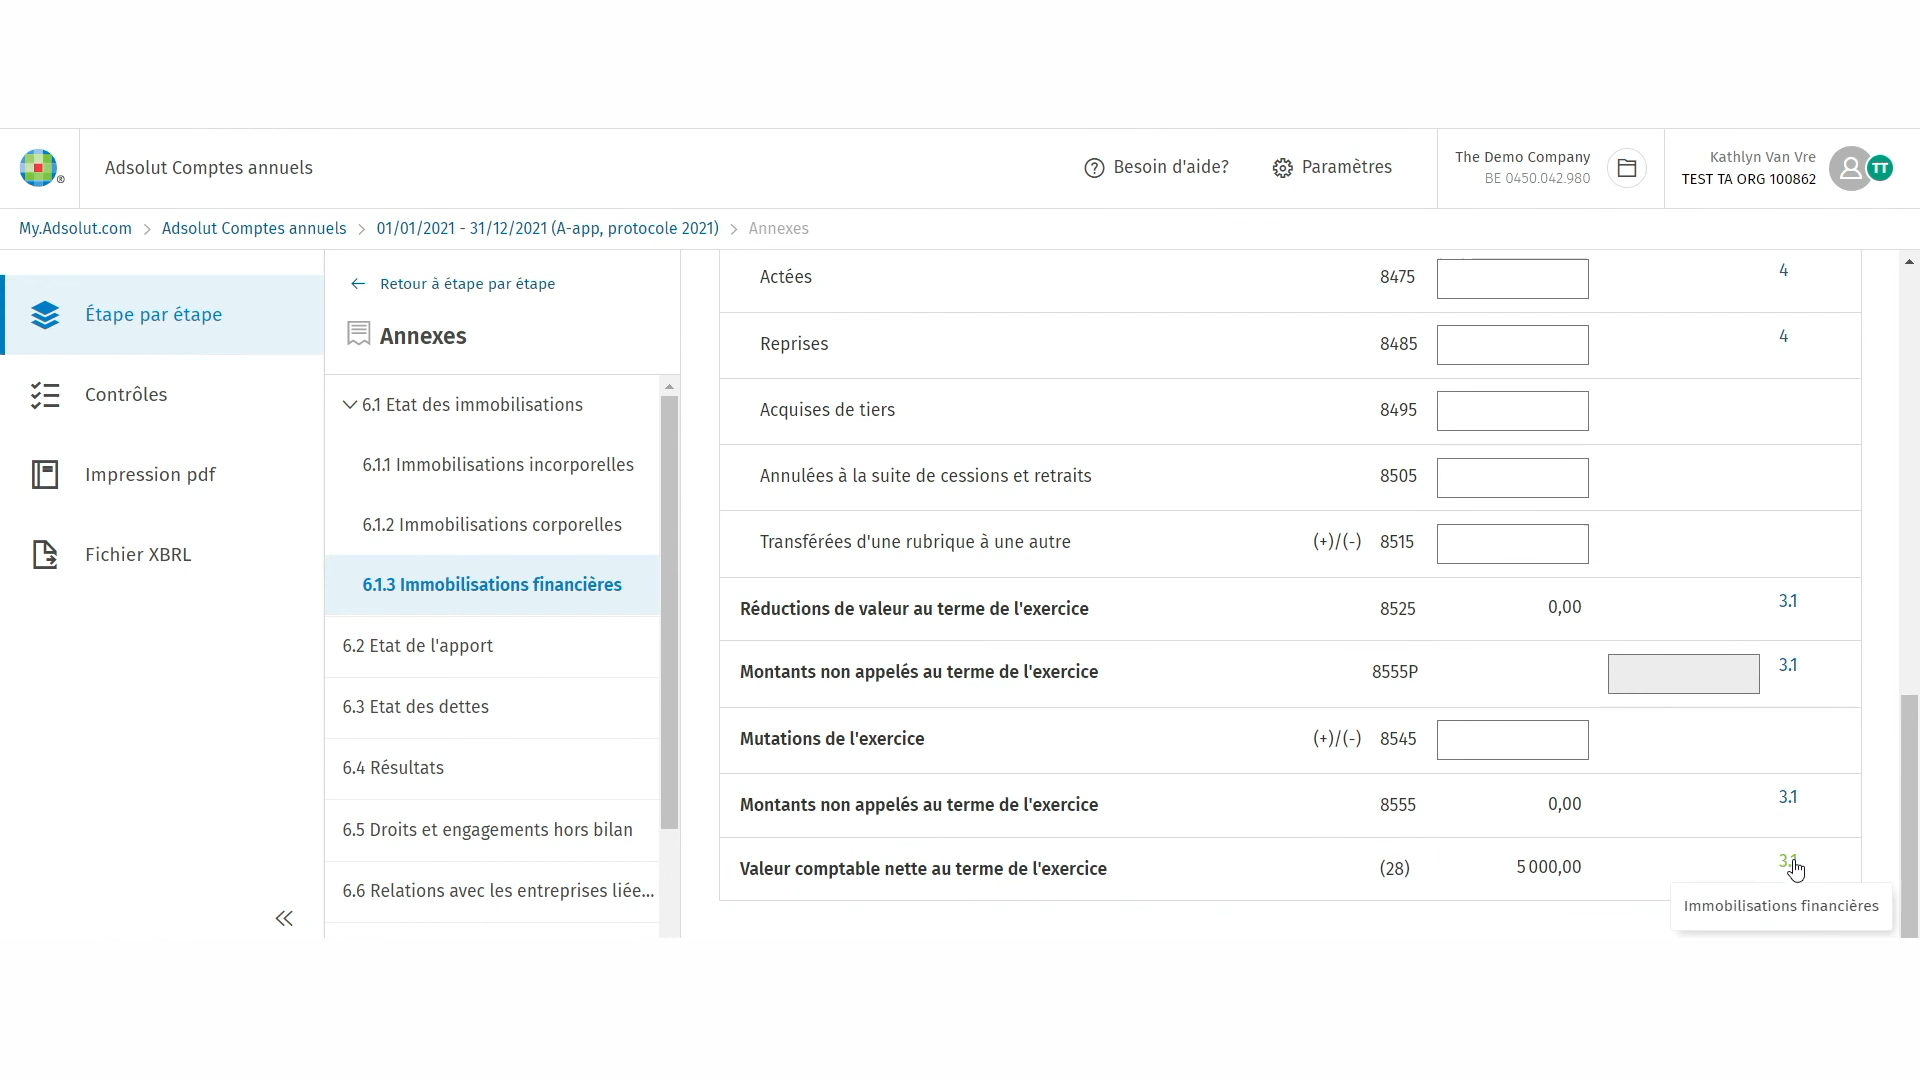 ®
Adsolut Comptes annuels
Besoin d'aide?
Paramètres
The Demo Company
BE 0450.042.980
Kathlyn Van Vre
TEST TA ORG 100862
TT
My.Adsolut.com > Adsolut Comptes annuels > 01/01/2021 - 31/12/2021 (A-app, protocole 2021) > Annexes
Étape par étape
Contrôles
Impression pdf
Fichier XBRL
Retour à étape par étape
Annexes
6.1 Etat des immobilisations
6.1.1 Immobilisations incorporelles
6.1.2 Immobilisations corporelles
6.1.3 Immobilisations financières
6.2 Etat de l'apport
6.3 Etat des dettes
6.4 Résultats
6.5 Droits et engagements hors bilan
6.6 Relations avec les entreprises liée...
Actées 8475 4
Reprises 8485 4
Acquises de tiers 8495
Annulées à la suite de cessions et retraits 8505
Transférées d'une rubrique à une autre (+)/(-) 8515
Réductions de valeur au terme de l'exercice 8525 0,00 3.1
Montants non appelés au terme de l'exercice 8555P 3.1
Mutations de l'exercice (+)/(-) 8545
Montants non appelés au terme de l'exercice 8555 0,00 3.1
Valeur comptable nette au terme de l'exercice (28) 5 000,00 3.1
Immobilisations financières